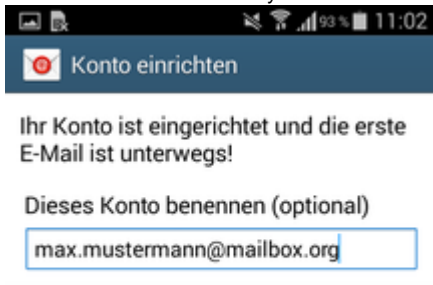 93 % 11:02
Konto einrichten
Ihr Konto ist eingerichtet und die erste
E-Mail ist unterwegs!
Dieses Konto benennen (optional)
max.mustermann@mailbox.org